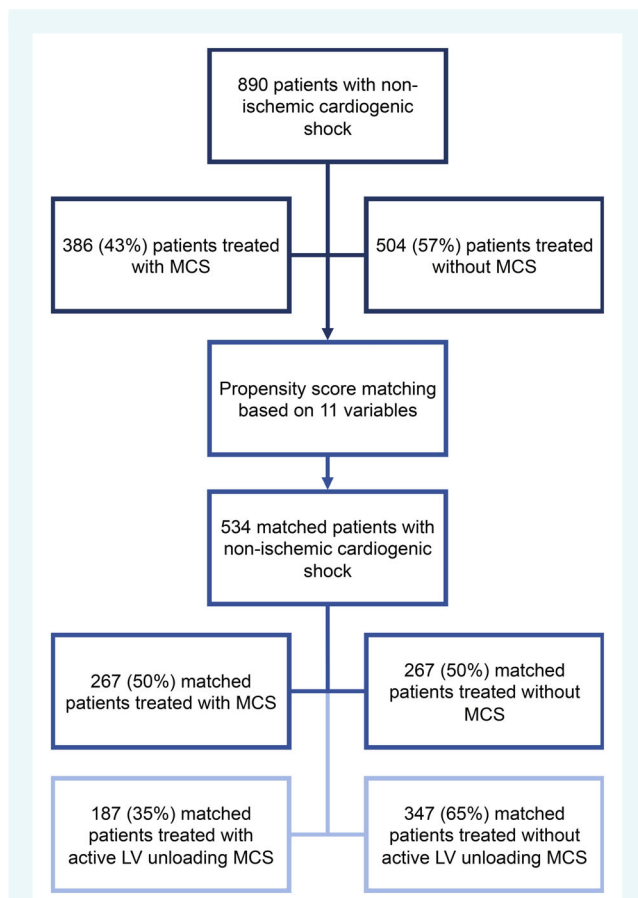 890 patients with non-
ischemic cardiogenic
shock
386 (43%) patients treated
with MCS
504 (57%) patients treated
without MCS
Propensity score matching
based on 11 variables
534 matched patients with
non-ischemic cardiogenic
shock
267 (50%) matched
patients treated with MCS
267 (50%) matched
patients treated without
MCS
187 (35%) matched
patients treated with
active LV unloading MCS
347 (65%) matched
patients treated without
active LV unloading MCS